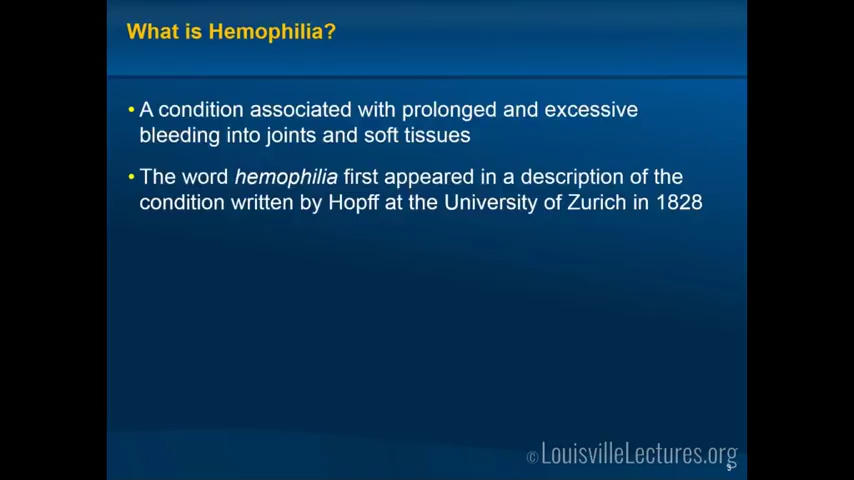 What is Hemophilia?
• A condition associated with prolonged and excessive
bleeding into joints and soft tissues
• The word hemophilia first appeared in a description of the
condition written by Hopff at the University of Zurich in 1828
© LouisvilleLectures.org